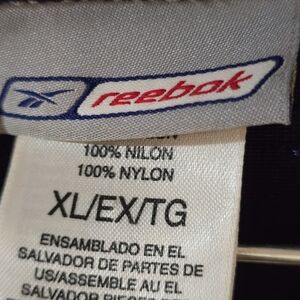 reebok
100% NILON
100% NYLON
XL/EX/TG
ENSAMBLADO EN EL
SALVADOR DE PARTES DE
US/ASSEMBLE AU EL
SALVADOR